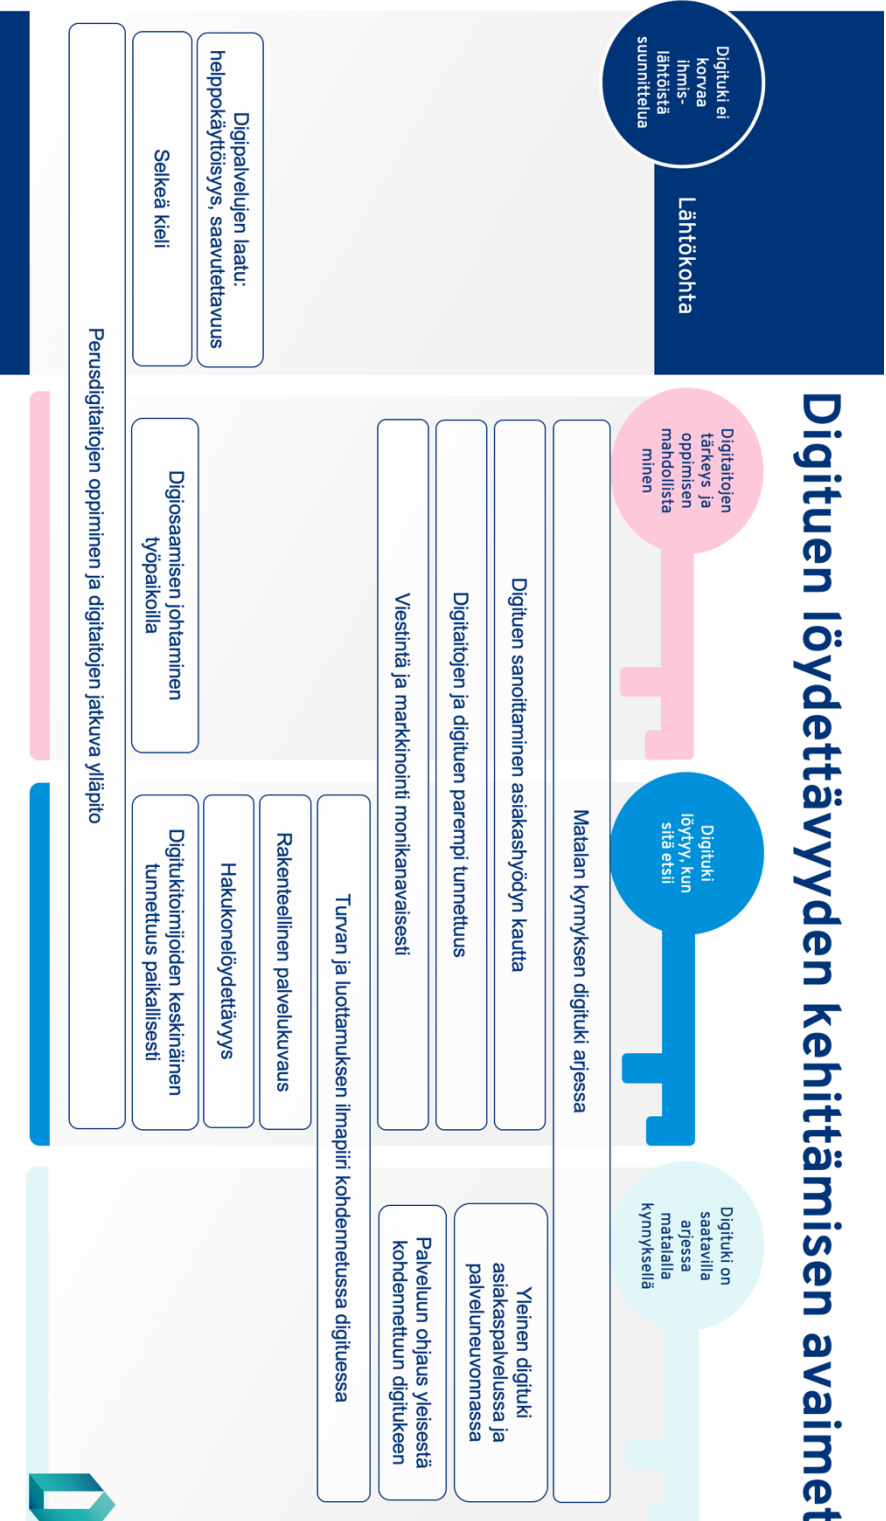 Digituen löydettävyyden kehittämisen avaimet
Digituki ei
korvaa
ihmis-
lähtöistä
suunnittelua
Lähtökohta
Digitaitojen
tärkeys ja
oppimisen
mahdollista
minen
Digituki
löytyy, kun
sitä etsii
Digituki on
saatavilla
arjessa
matalalla
kynnyksellä
Matalan kynnyksen digituki arjessa
Digituen sanoittaminen asiakashyödyn kautta
Yleinen digituki
asiakaspalvelussa ja
palveluneuvonnassa
Digitaitojen ja digituen parempi tunnettuus
Viestintä ja markkinointi monikanavaisesti
Palveluun ohjaus yleisestä
kohdennettuun digitukeen
Turvan ja luottamuksen ilmapiiri kohdennetussa digituessa
Rakenteellinen palvelukuvaus
Digipalvelujen laatu:
helppokäyttöisyys, saavutettavuus
Hakukonelöydettävyys
Selkeä kieli
Digiosaamisen johtaminen
työpaikoilla
Digitukitoimijoiden keskinäinen
tunnettuus paikallisesti
Perusdigitaitojen oppiminen ja digitaitojen jatkuva ylläpito